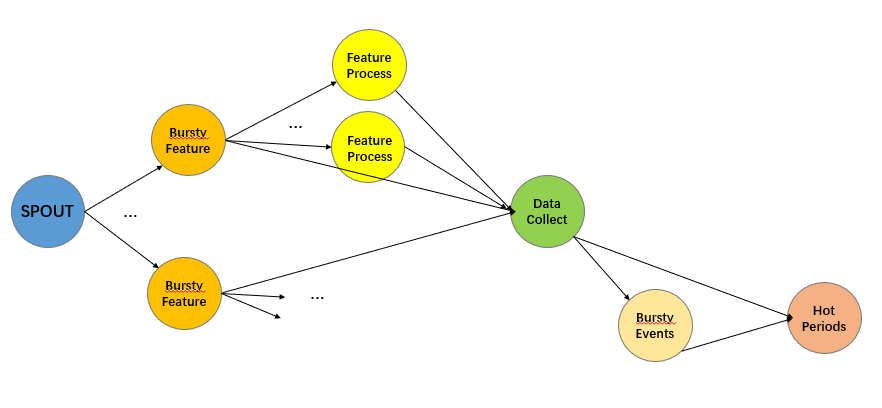 Feature
Process
...
Bursty
Feature
Feature
Process
SPOUT
...
Data
Collect
Bursty
Feature
...
Bursty
Events
Hot
Periods